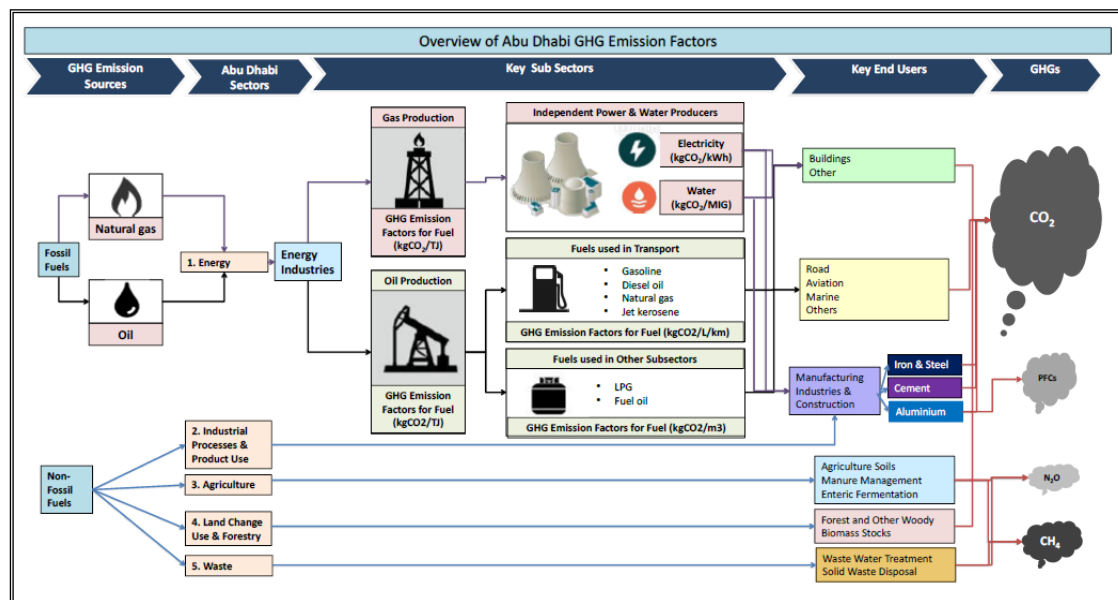 Overview of Abu Dhabi GHG Emission Factors
GHG Emission
Sources
Abu Dhabi
Sectors
Key Sub Sectors
Key End Users
GHGs
Fossil
Fuels
Natural gas
Oil
1. Energy
Energy
Industries
Gas Production
GHG Emission
Factors for Fuel
(kgCO₂/TJ)
Oil Production
GHG Emission
Factors for Fuel
(kgCO2/TJ)
Independent Power & Water Producers
Electricity
(kgCO₂/kWh)
Water
(kgCO₂/MIG)
Fuels used in Transport
• Gasoline
• Diesel oil
• Natural gas
• Jet kerosene
GHG Emission Factors for Fuel (kgCO2/L/km)
Fuels used in Other Subsectors
• LPG
• Fuel oil
GHG Emission Factors for Fuel (kgCO2/m3)
Buildings
Other
Road
Aviation
Marine
Others
Manufacturing
Industries &
Construction
Iron & Steel
Cement
Aluminium
CO₂
PFCs
Non-
Fossil
Fuels
2. Industrial
Processes &
Product Use
3. Agriculture
4. Land Change
Use & Forestry
5. Waste
Agriculture Soils
Manure Management
Enteric Fermentation
Forest and Other Woody
Biomass Stocks
Waste Water Treatment
Solid Waste Disposal
N₂O
CH₄